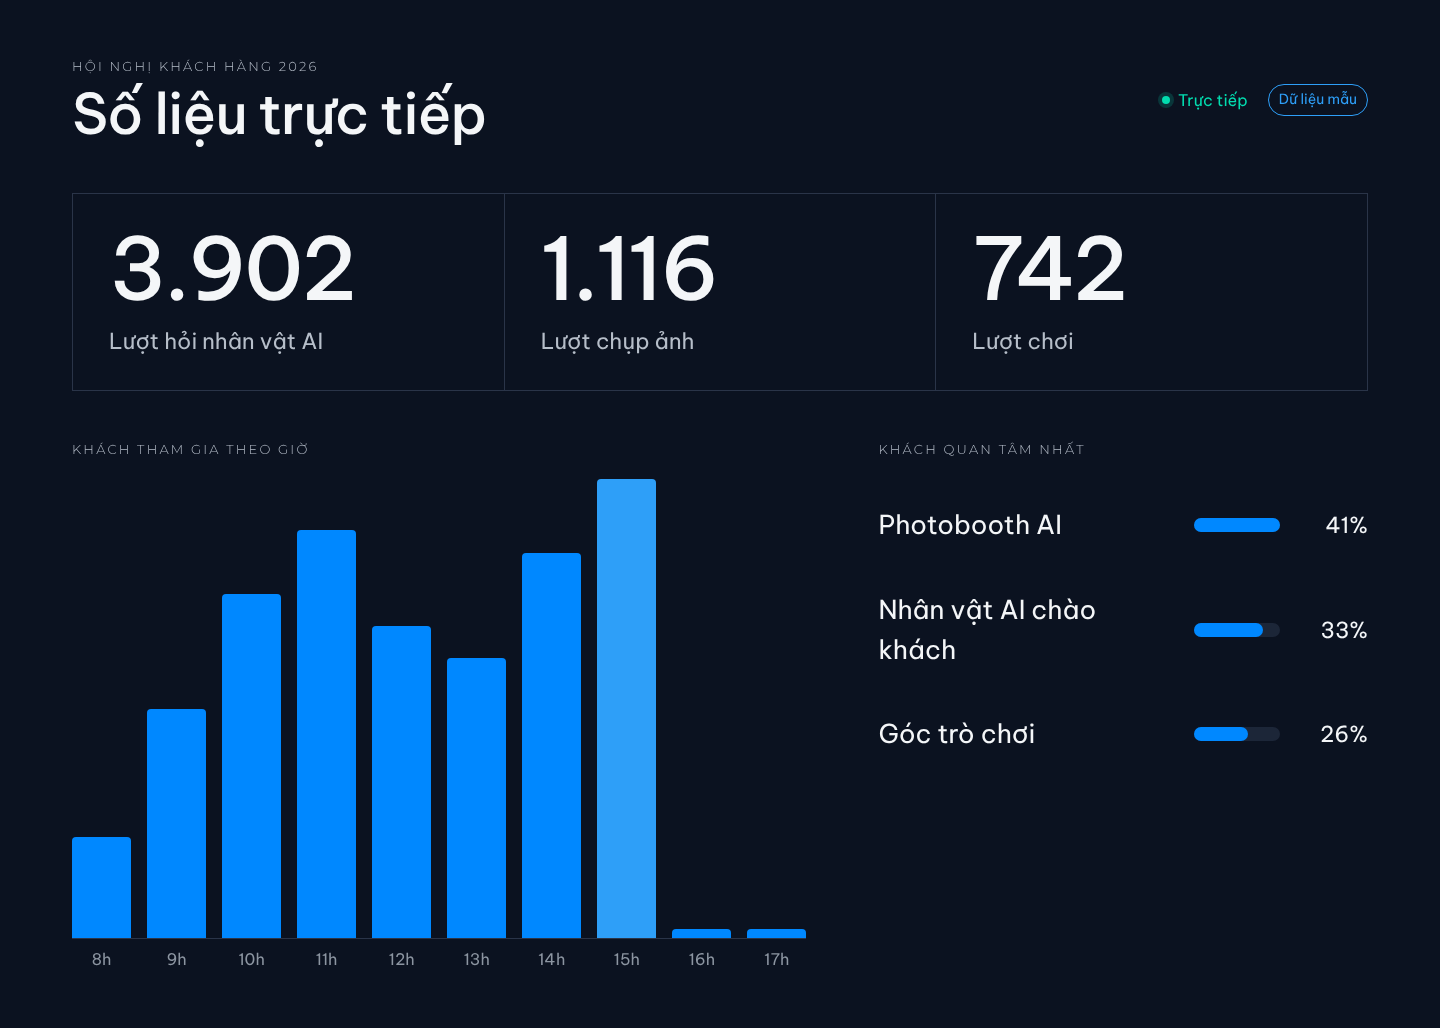 HỘI NGHỊ KHÁCH HÀNG 2026
Số liệu trực tiếp
Trực tiếp
Dữ liệu mẫu
3.902
Lượt hỏi nhân vật AI
1.116
Lượt chụp ảnh
742
Lượt chơi
KHÁCH THAM GIA THEO GIỜ
8h 9h 10h 11h 12h 13h 14h 15h 16h 17h
KHÁCH QUAN TÂM NHẤT
Photobooth AI 41%
Nhân vật AI chào
khách
33%
Góc trò chơi 26%